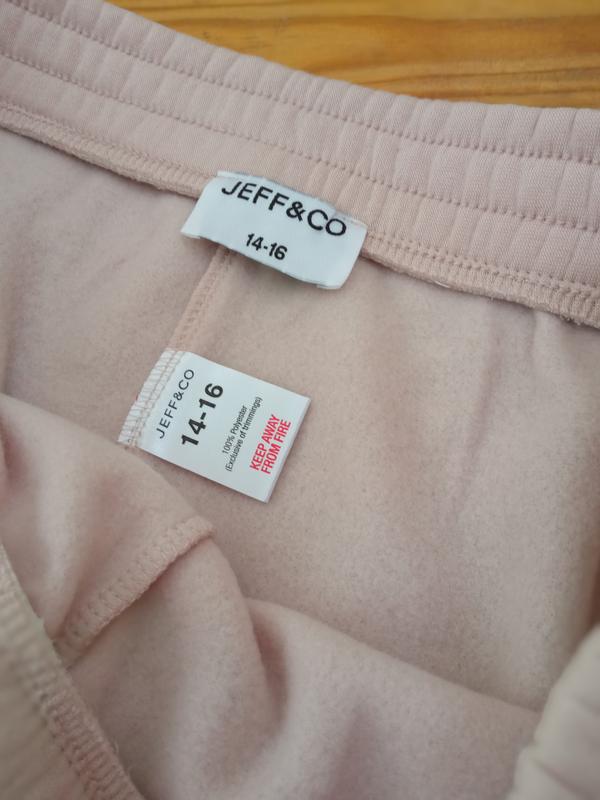 JEFF&CO
14-16
JEFF&CO
14-16
100% Polyester
(Exclusive of trimmings)
KEEP AWAY
FROM FIRE